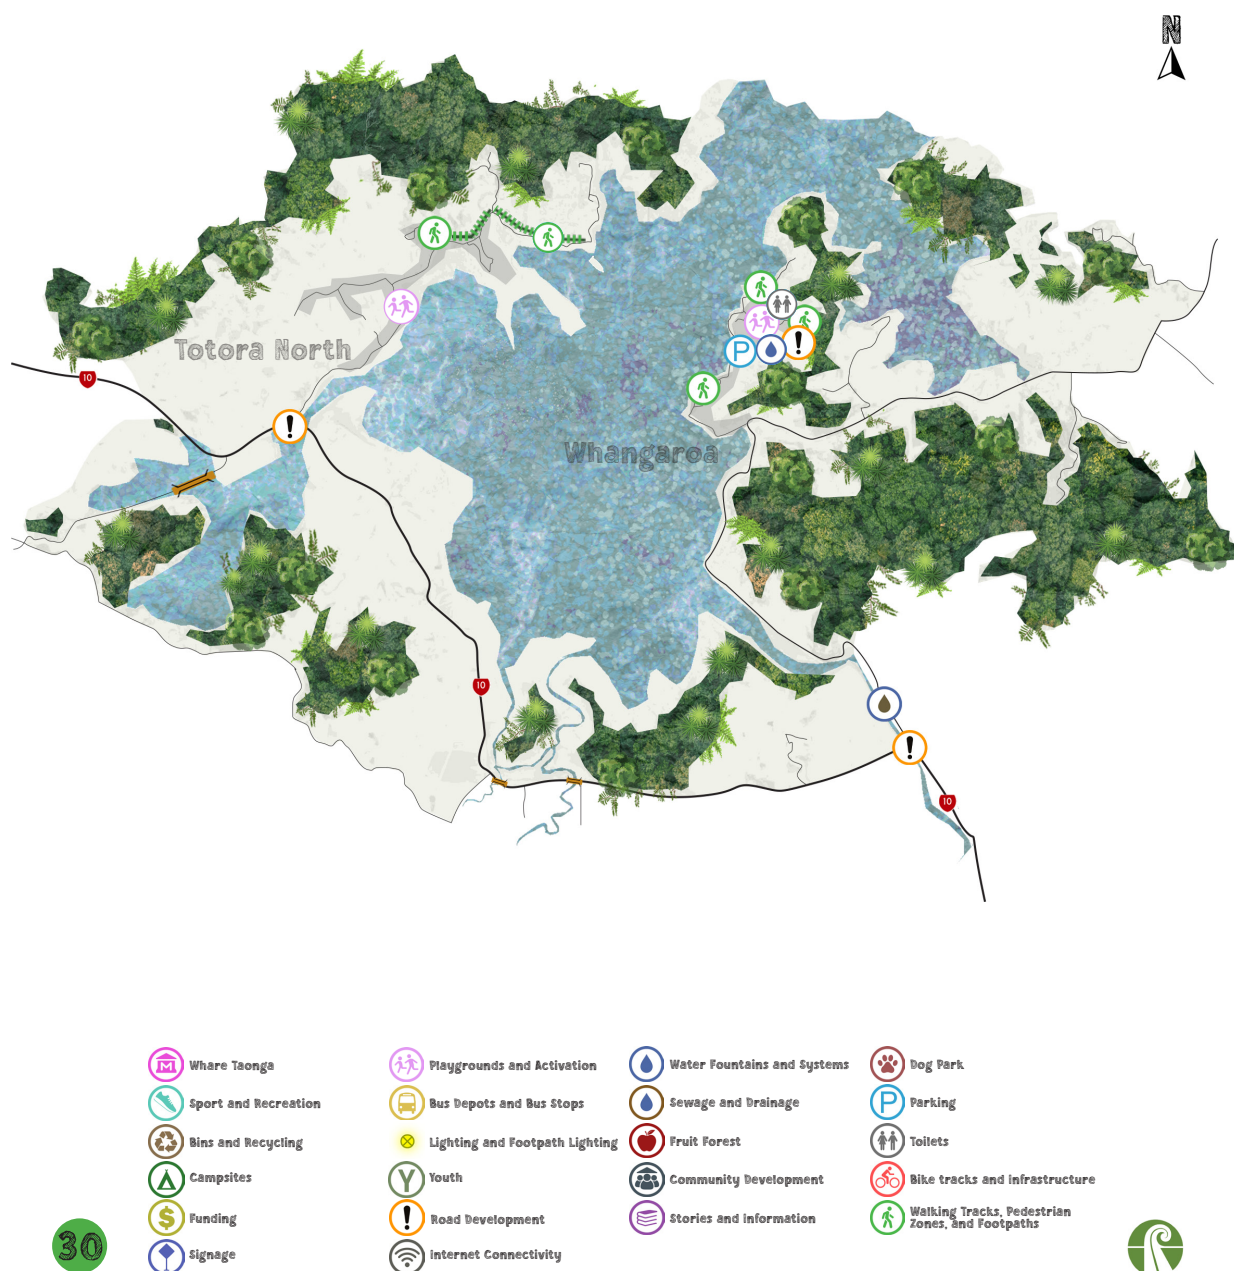 N
Totora North
10
Whangaroa
10
10
Whare Taonga
Sport and Recreation
Bins and Recycling
Campsites
Funding
Signage
Playgrounds and Activation
Bus Depots and Bus Stops
Lighting and Footpath Lighting
Y
Youth
Road Development
Internet Connectivity
Water Fountains and Systems
Sewage and Drainage
Fruit Forest
Community Development
Stories and Information
Dog Park
P
Parking
Toilets
Bike tracks and infrastructure
Walking Tracks, Pedestrian
Zones, and Footpaths
30